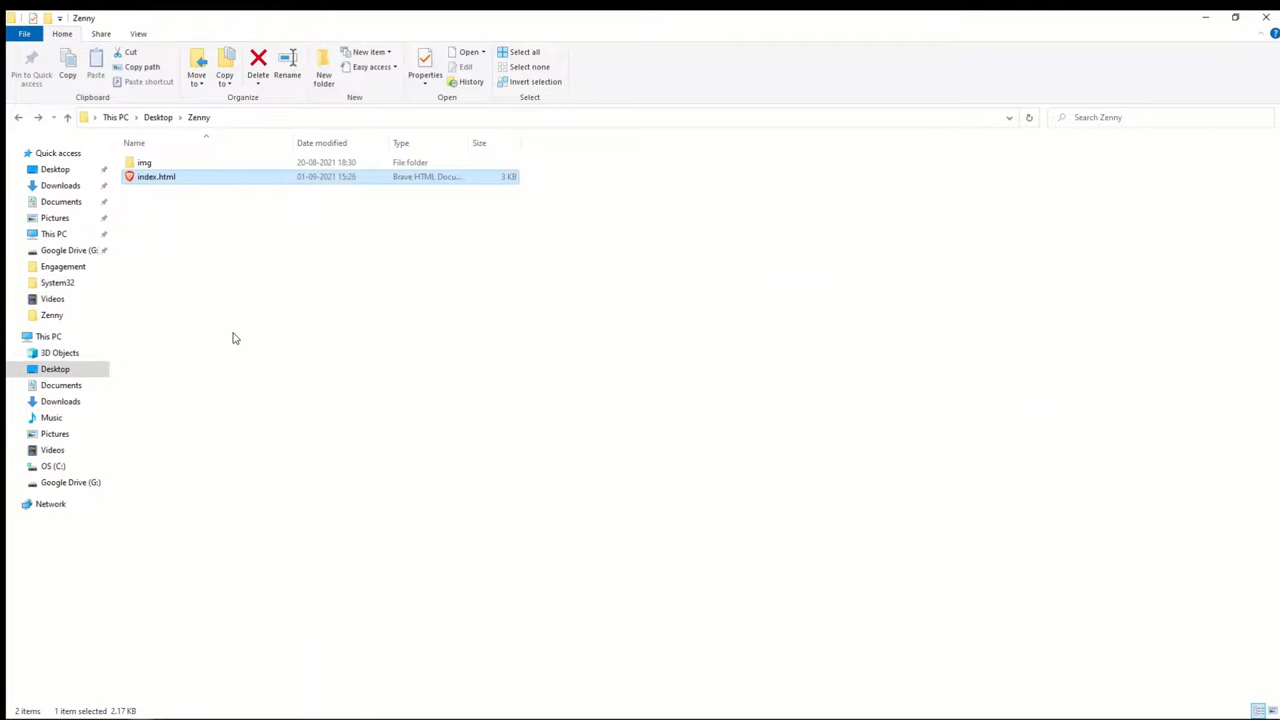 Zenny
File Home Share View
Pin to Quick access
Copy
Paste
Cut
Copy path
Paste shortcut
Clipboard
Move to
Copy to
Delete
Rename
Organize
New folder
New item
Easy access
New
Properties
Open
Edit
History
Open
Select all
Select none
Invert selection
Select
This PC > Desktop > Zenny
Search Zenny
Name Date modified Type Size
img 20-08-2021 18:30 File folder
index.html 01-09-2021 15:26 Brave HTML Docu... 3 KB
Quick access
Desktop
Downloads
Documents
Pictures
This PC
Google Drive (G:
Engagement
System32
Videos
Zenny
This PC
3D Objects
Desktop
Documents
Downloads
Music
Pictures
Videos
OS (C:)
Google Drive (G:)
Network
2 items 1 item selected 2.17 KB